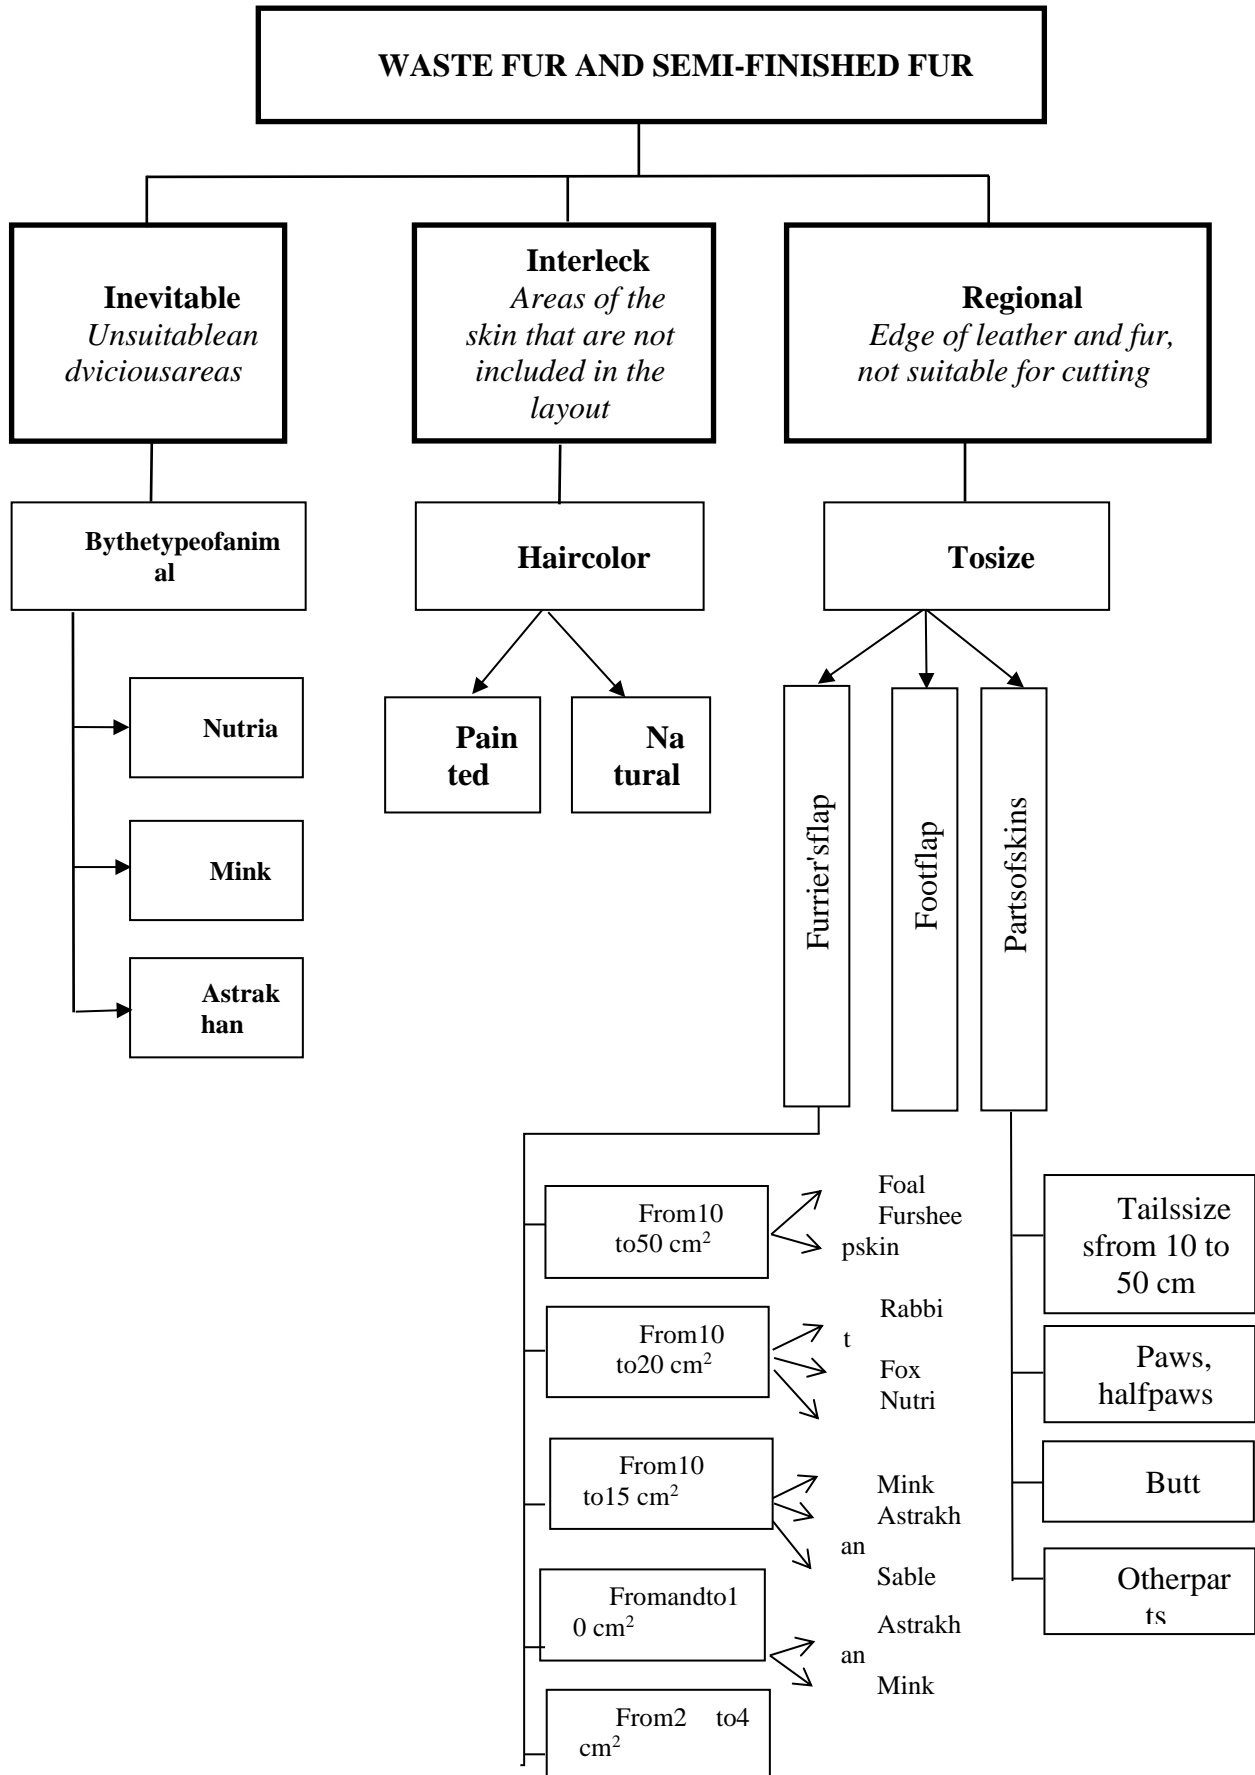 WASTE FUR AND SEMI-FINISHED FUR
Inevitable
Unsuitablean
dviciousareas
Interleck
Areas of the
skin that are not
included in the
layout
Regional
Edge of leather and fur,
not suitable for cutting
Bythetypeofanim
al
Haircolor
Tosize
Nutria
Mink
Astrak
han
Pain
ted
Na
tural
Furrier'sflap
Footflap
Partsofskins
From10
to50 cm²
Foal
Furshee
pskin
From10
to20 cm²
Rabbi
t
Fox
Nutri
From10
to15 cm²
Mink
Astrakh
an
Sable
Fromandto1
0 cm²
Astrakh
an
Mink
From2 to4
cm²
Tailssize
sfrom 10 to
50 cm
Paws,
halfpaws
Butt
Otherpar
ts